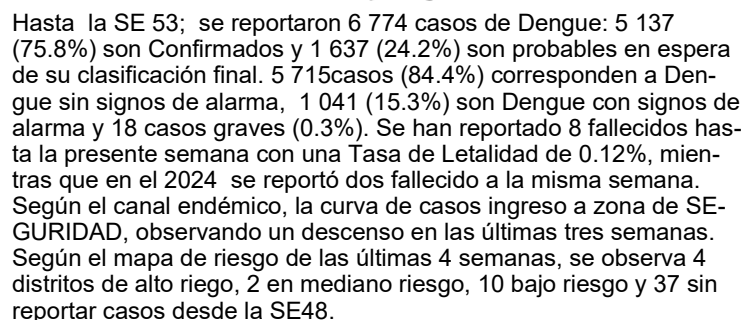 Hasta  la SE 53;  se reportaron 6 774 casos de Dengue: 5 137
(75.8%) son Confirmados y 1 637 (24.2%) son probables en espera
de su clasificación final. 5 715casos (84.4%) corresponden a Den-
gue sin signos de alarma,  1 041 (15.3%) son Dengue con signos de
alarma y 18 casos graves (0.3%). Se han reportado 8 fallecidos has-
ta la presente semana con una Tasa de Letalidad de 0.12%, mien-
tras que en el 2024  se reportó dos fallecido a la misma semana.
Según el canal endémico, la curva de casos ingreso a zona de SE-
GURIDAD, observando un descenso en las últimas tres semanas.
Según el mapa de riesgo de las últimas 4 semanas, se observa 4
distritos de alto riego, 2 en mediano riesgo, 10 bajo riesgo y 37 sin
reportar casos desde la SE48.